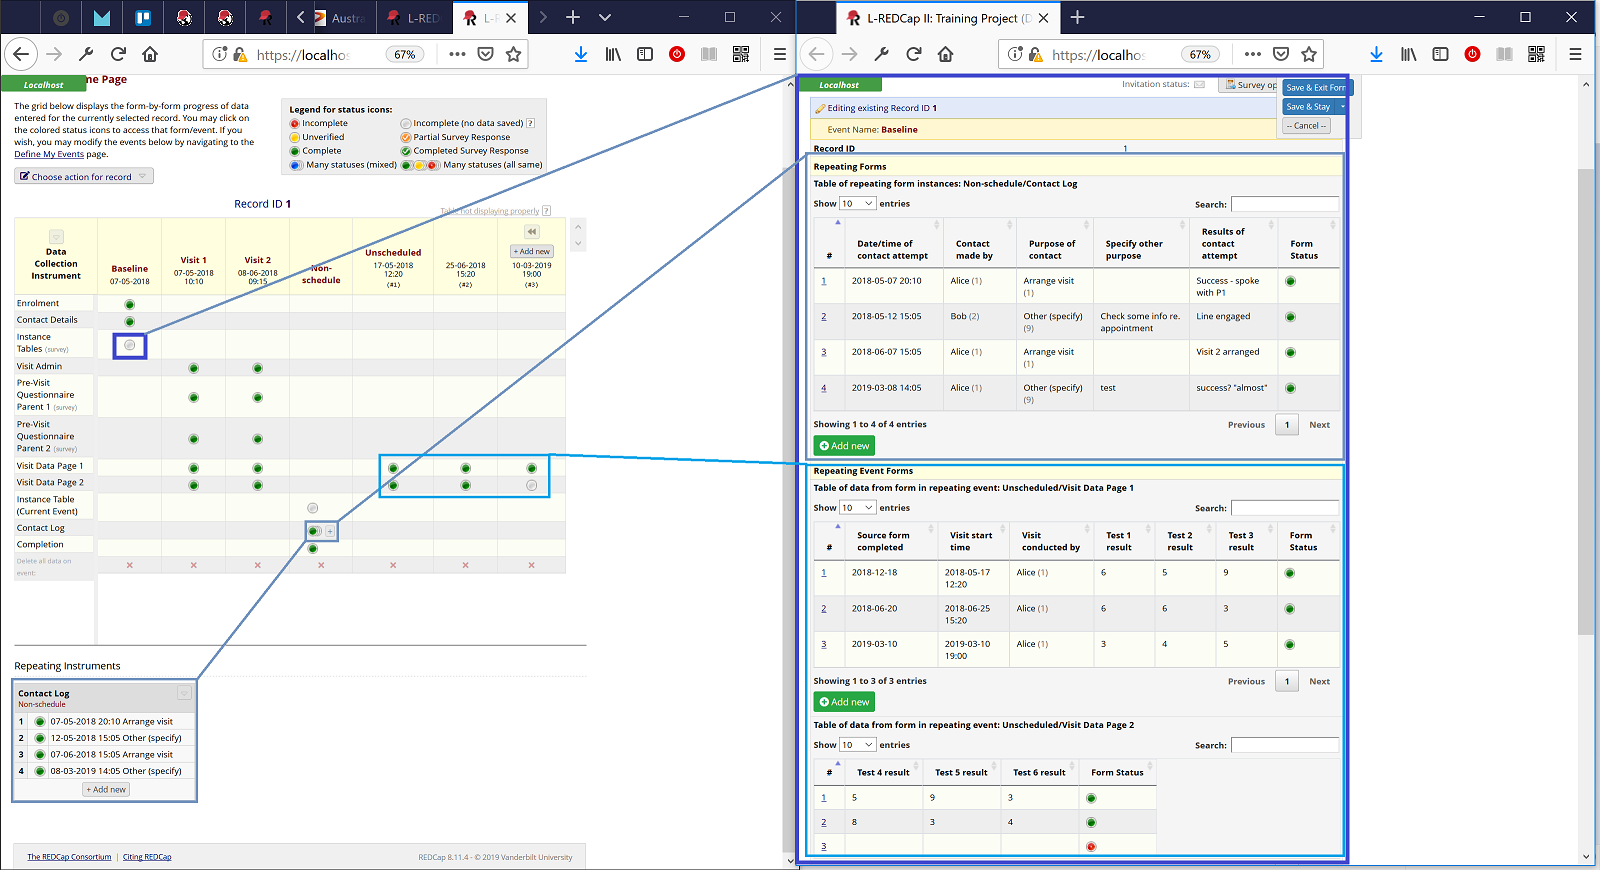 Austra
L-RED
L-RI
https://localhos
67%
Localhost
me Page
The grid below displays the form-by-form progress of data
entered for the currently selected record. You may click on
the colored status icons to access that form/event. If you
wish, you may modify the events below by navigating to the
Define My Events page.
Choose action for record
Legend for status icons:
Incomplete
Incomplete (no data saved) ?
Unverified
Partial Survey Response
Complete
Completed Survey Response
Many statuses (mixed)
Many statuses (all same)
Record ID 1
Table not displaying properly ?
Data
Collection
Instrument
Baseline
07-05-2018
Visit 1
07-05-2018
10:10
Visit 2
08-06-2018
09:15
Non-
schedule
Unscheduled
17-05-2018
12:20
(#1)
25-06-2018
15:20
(#2)
+ Add new
10-03-2019
19:00
(#3)
Enrolment
Contact Details
Instance
Tables (survey)
Visit Admin
Pre-Visit
Questionnaire
Parent 1 (survey)
Pre-Visit
Questionnaire
Parent 2 (survey)
Visit Data Page 1
Visit Data Page 2
Instance Table
(Current Event)
Contact Log
+
Completion
Delete all data on
event:
Repeating Instruments
Contact Log
Non-schedule
1 07-05-2018 20:10 Arrange visit
2 12-05-2018 15:05 Other (specify)
3 07-06-2018 15:05 Arrange visit
4 08-03-2019 14:05 Other (specify)
+ Add new
The REDCap Consortium | Citing REDCap
REDCap 8.11.4 - © 2019 Vanderbilt University
L-REDCap II: Training Project (D
https://localhos
67%
Localhost
Invitation status:
Survey op
Save & Exit Form
Save & Stay
-- Cancel --
Editing existing Record ID 1
Event Name: Baseline
Record ID 1
Repeating Forms
Table of repeating form instances: Non-schedule/Contact Log
Show 10 entries
Search:
# Date/time of contact attempt Contact made by Purpose of contact Specify other purpose Results of contact attempt Form Status
1 2018-05-07 20:10 Alice (1) Arrange visit (1) Success - spoke with P1
2 2018-05-12 15:05 Bob (2) Other (specify) (9) Check some info re. appointment Line engaged
3 2018-06-07 15:05 Alice (1) Arrange visit (1) Visit 2 arranged
4 2019-03-08 14:05 Alice (1) Other (specify) (9) test success? "almost"
Showing 1 to 4 of 4 entries
Previous 1 Next
Add new
Repeating Event Forms
Table of data from form in repeating event: Unscheduled/Visit Data Page 1
Show 10 entries
Search:
# Source form completed Visit start time Visit conducted by Test 1 result Test 2 result Test 3 result Form Status
1 2018-12-18 2018-05-17 12:20 Alice (1) 6 5 9
2 2018-06-20 2018-06-25 15:20 Alice (1) 6 6 3
3 2019-03-10 2019-03-10 19:00 Alice (1) 3 4 5
Showing 1 to 3 of 3 entries
Previous 1 Next
Add new
Table of data from form in repeating event: Unscheduled/Visit Data Page 2
Show 10 entries
Search:
# Test 4 result Test 5 result Test 6 result Form Status
1 5 9 3
2 8 3 4
3